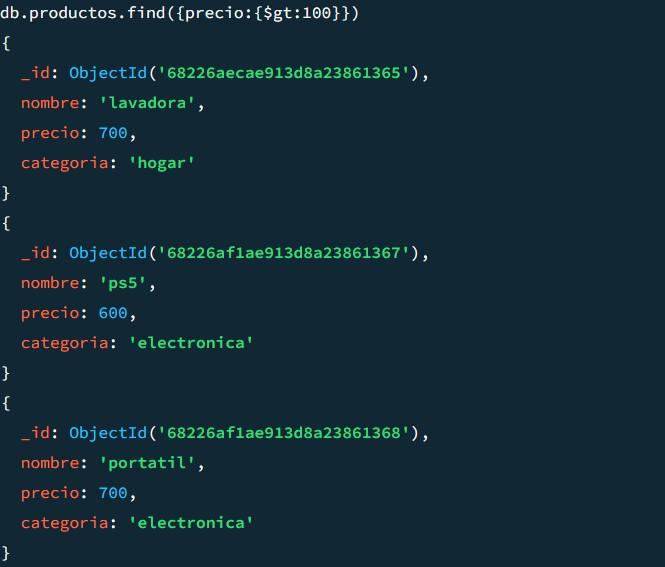 db.productos.find({precio:{$gt:100}})
{
  _id: ObjectId('68226aecae913d8a23861365'),
  nombre: 'lavadora',
  precio: 700,
  categoria: 'hogar'
}
{
  _id: ObjectId('68226af1ae913d8a23861367'),
  nombre: 'ps5',
  precio: 600,
  categoria: 'electronica'
}
{
  _id: ObjectId('68226af1ae913d8a23861368'),
  nombre: 'portatil',
  precio: 700,
  categoria: 'electronica'
}